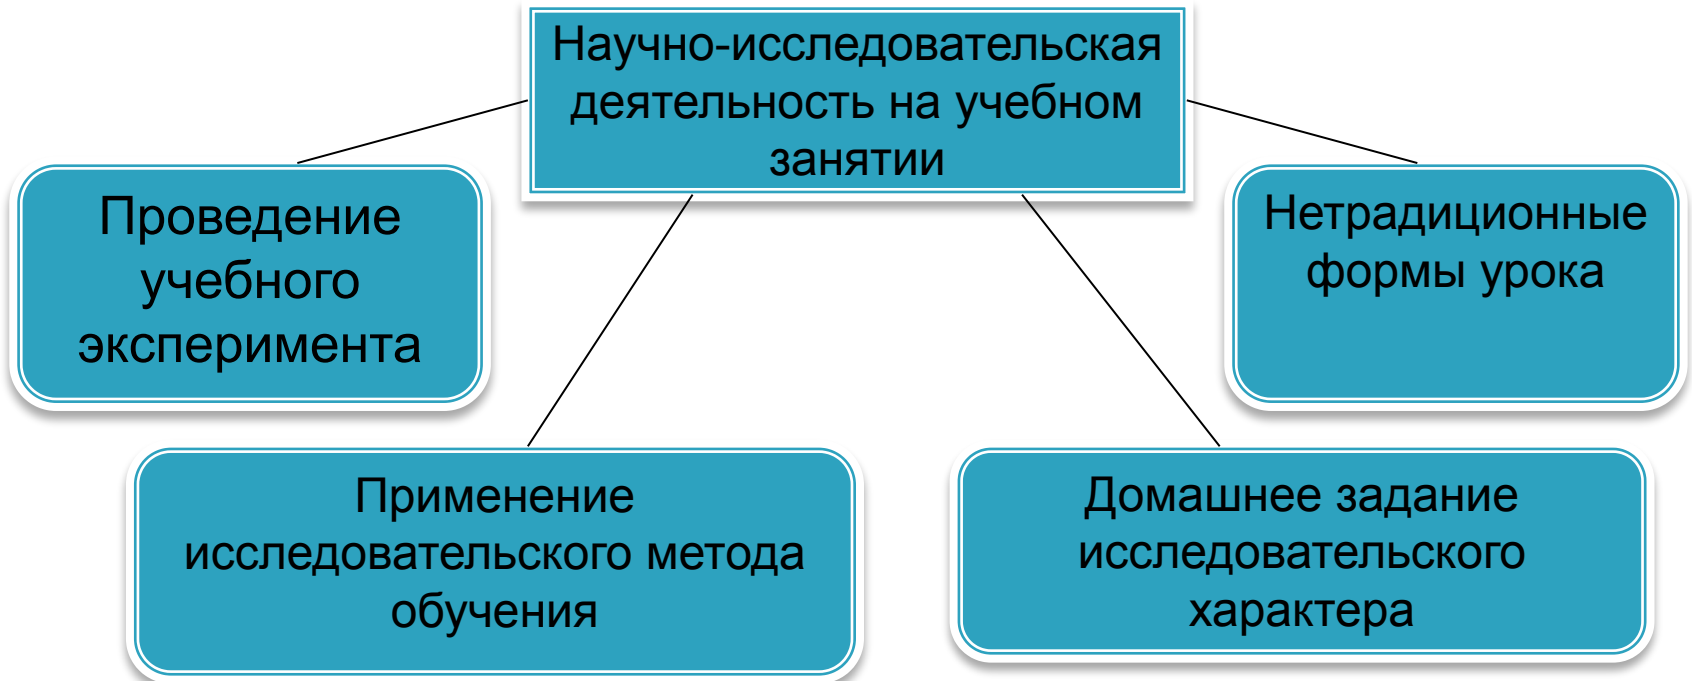 Научно-исследовательская
деятельность на учебном
занятии
Проведение
учебного
эксперимента
Нетрадиционные
формы урока
Применение
исследовательского метода
обучения
Домашнее задание
исследовательского
характера